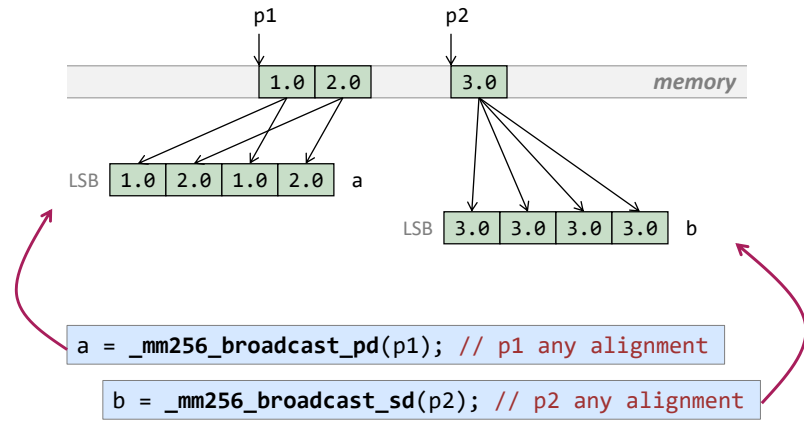 p1 p2
1.0 2.0 3.0 memory
LSB 1.0 2.0 1.0 2.0 a
LSB 3.0 3.0 3.0 3.0 b
a = _mm256_broadcast_pd(p1); // p1 any alignment
b = _mm256_broadcast_sd(p2); // p2 any alignment